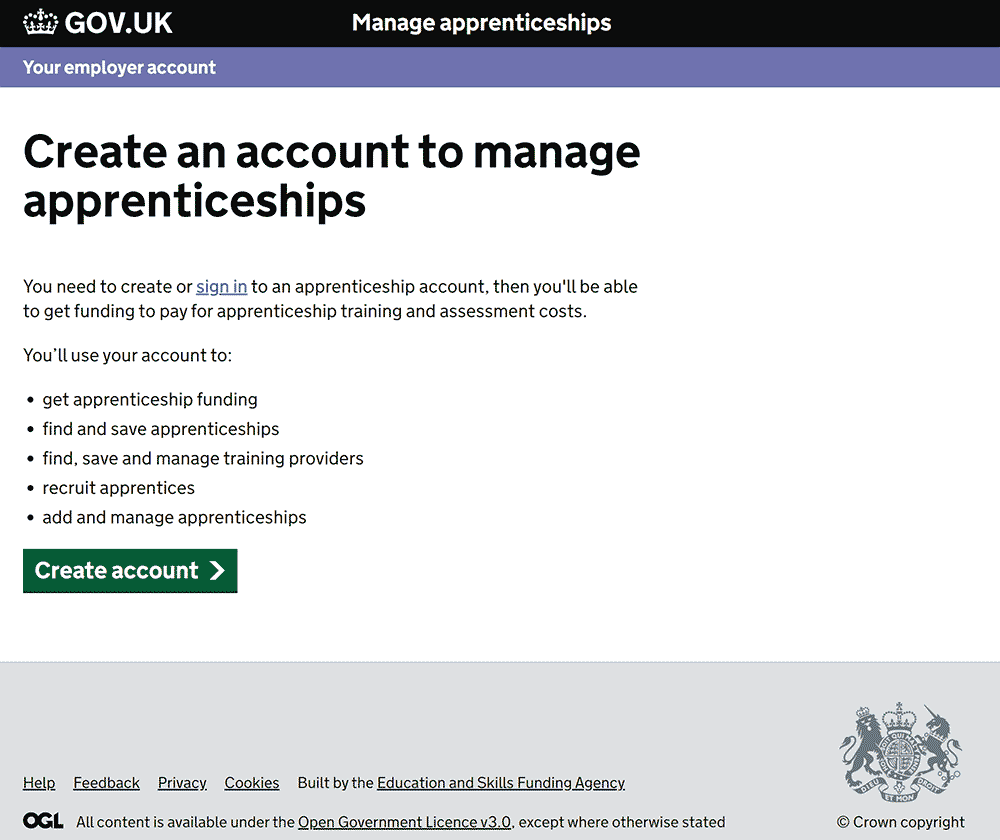 GOV.UK
Manage apprenticeships
Your employer account
Create an account to manage
apprenticeships
You need to create or sign in to an apprenticeship account, then you'll be able
to get funding to pay for apprenticeship training and assessment costs.
You’ll use your account to:
• get apprenticeship funding
• find and save apprenticeships
• find, save and manage training providers
• recruit apprentices
• add and manage apprenticeships
Create account
Help Feedback Privacy Cookies Built by the Education and Skills Funding Agency
OGL All content is available under the Open Government Licence v3.0, except where otherwise stated
DIEU ET MON DROIT
© Crown copyright